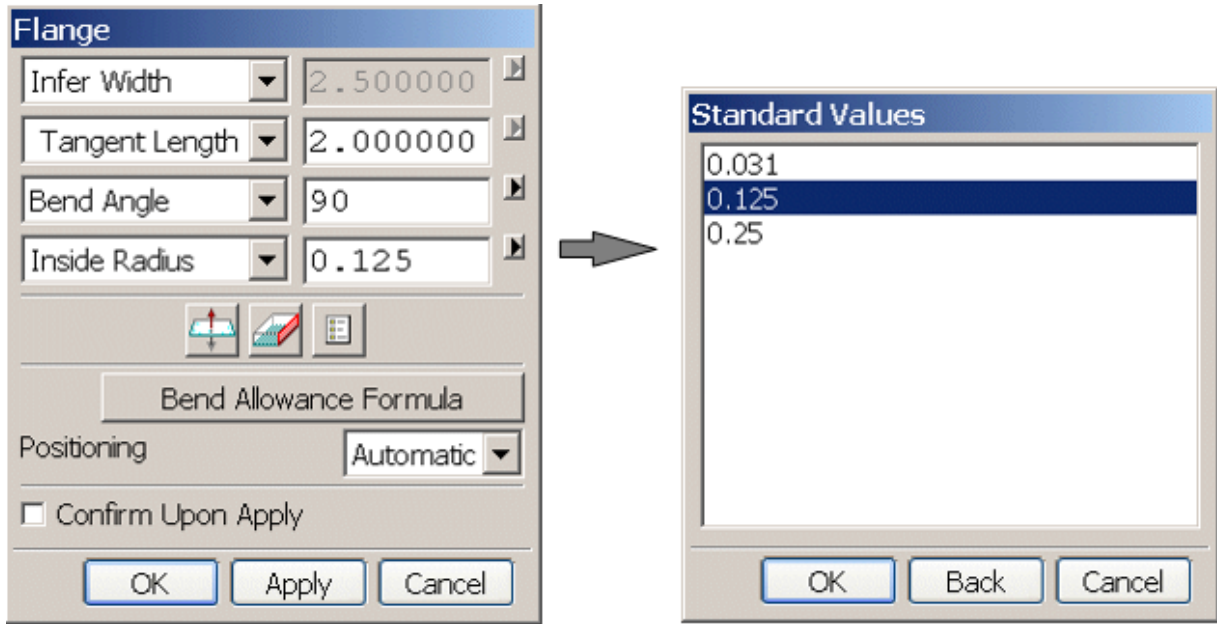 Flange
Infer Width 2.500000
Tangent Length 2.000000
Bend Angle 90
Inside Radius 0.125
Bend Allowance Formula
Positioning Automatic
Confirm Upon Apply
OK Apply Cancel
Standard Values
0.031
0.125
0.25
OK Back Cancel